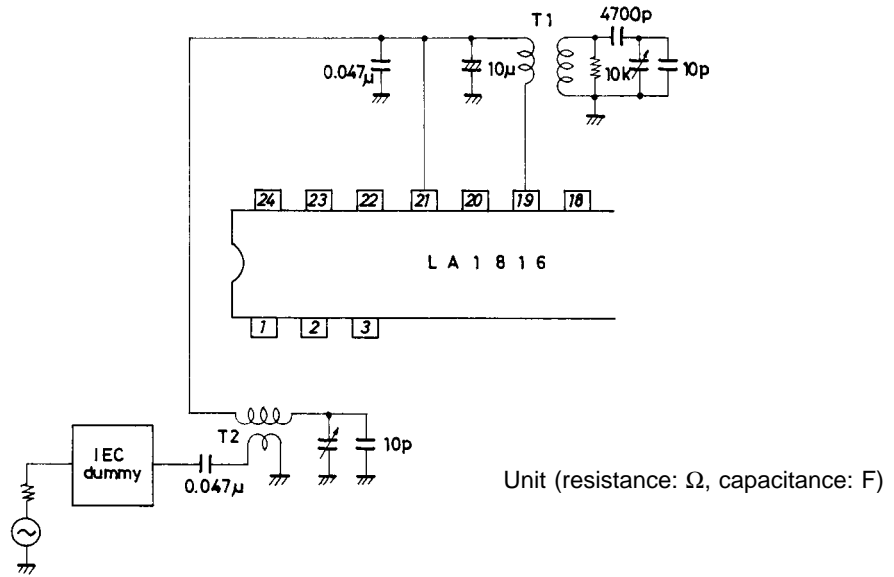 T1
4700p
0.047μ
10μ
10k
10p
24 23 22 21 20 19 18
LA1816
1 2 3
T2
10p
IEC
dummy
0.047μ
Unit (resistance: Ω, capacitance: F)